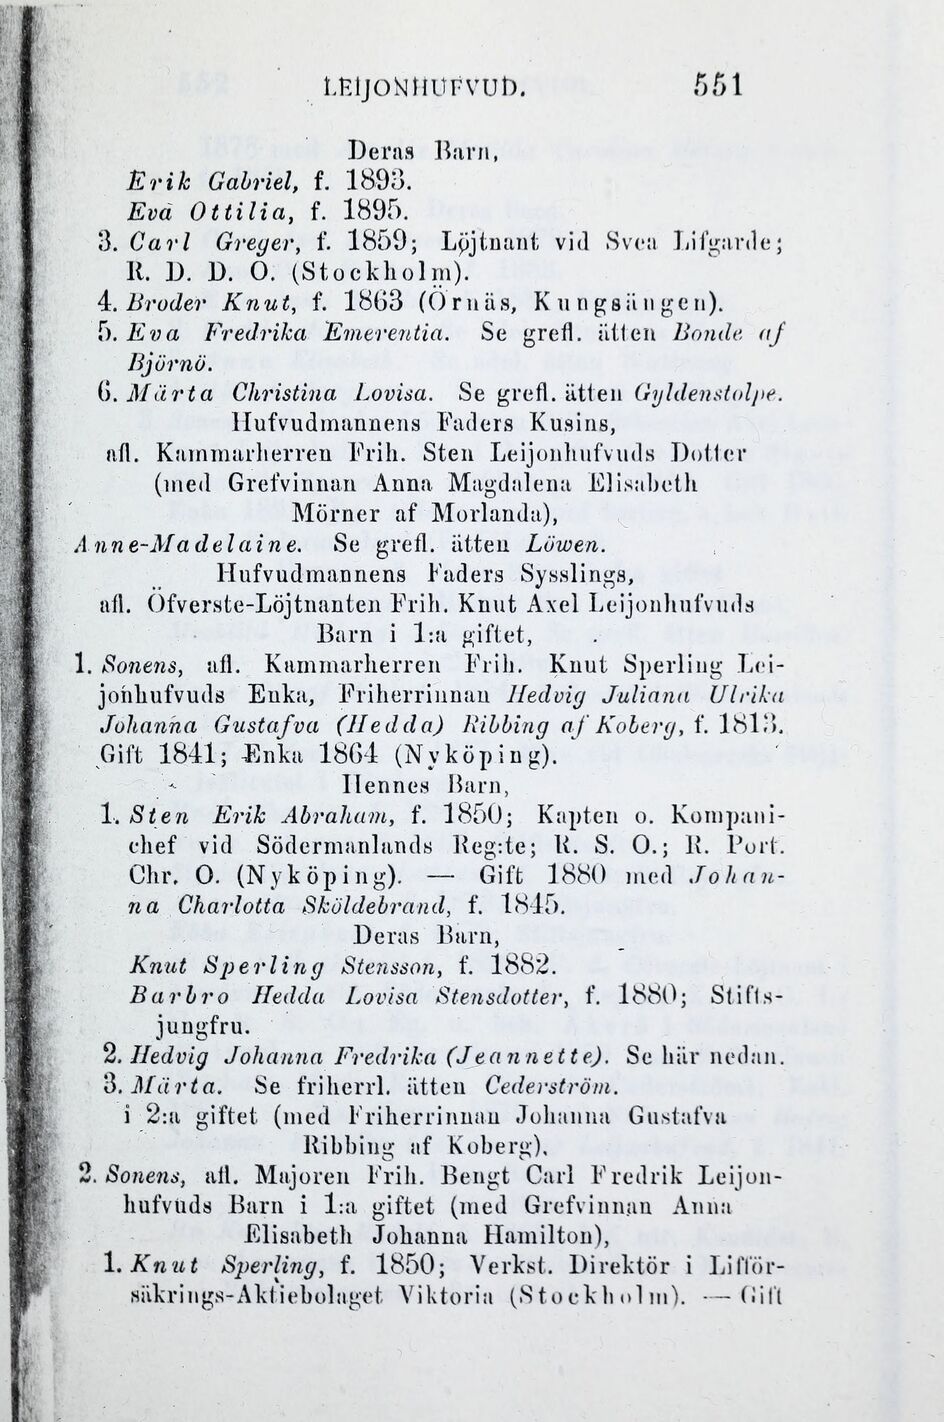 LEIJONHUFVUD. 551
Deras Barn,
Erik Gabriel, f. 1893.
Eva Ottilia, f. 1895.
3. Carl Greger, f. 1859; Löjtnant vid Svea Lifgarde;
R. D. D. O. (Stockholm).
4. Broder Knut, f. 1863 (Örnäs, Kungsängen).
5. Eva Fredrika Emerentia. Se grefl. ätten Bonde af
Björnö.
6. Märta Christina Lovisa. Se grefl. ätten Gyldenstolpe.
Hufvudmannens Faders Kusins,
afl. Kammarherren Frih. Sten Leijonhufvuds Dotter
(med Grefvinnan Anna Magdalena Elisabeth
Mörner af Morlanda),
Anne-Madelaine. Se grefl. ätten Löwen.
Hufvudmannens Faders Sysslings,
afl. Öfverste-Löjtnanten Frih. Knut Axel Leijonhufvuds
Barn i 1:a giftet,
1. Sonens, afl. Kammarherren Frih. Knut Sperling Lei-
jonhufvuds Enka, Friherrinnan Hedvig Juliana Ulrika
Johanna Gustafva (Hedda) Ribbing af Koberg, f. 1813.
Gift 1841; Enka 1864 (Nyköping).
Hennes Barn,
1. Sten Erik Abraham, f. 1850; Kapten o. Kompani-
chef vid Södermanlands Reg:te; R. S. O.; R. Port.
Chr. O. (Nyköping). — Gift 1880 med Johan-
na Charlotta Sköldebrand, f. 1845.
Deras Barn,
Knut Sperling Stensson, f. 1882.
Barbro Hedda Lovisa Stensdotter, f. 1880; Stifts-
jungfru.
2. Hedvig Johanna Fredrika (Jeannette). Se här nedan.
3. Märta. Se friherrl. ätten Cederström.
i 2:a giftet (med Friherrinnan Johanna Gustafva
Ribbing af Koberg),
2. Sonens, afl. Majoren Frih. Bengt Carl Fredrik Leijon-
hufvuds Barn i 1:a giftet (med Grefvinnan Anna
Elisabeth Johanna Hamilton),
1. Knut Sperling, f. 1850; Verkst. Direktör i Lifför-
säkrings-Aktiebolaget Viktoria (Stockholm). — Gift